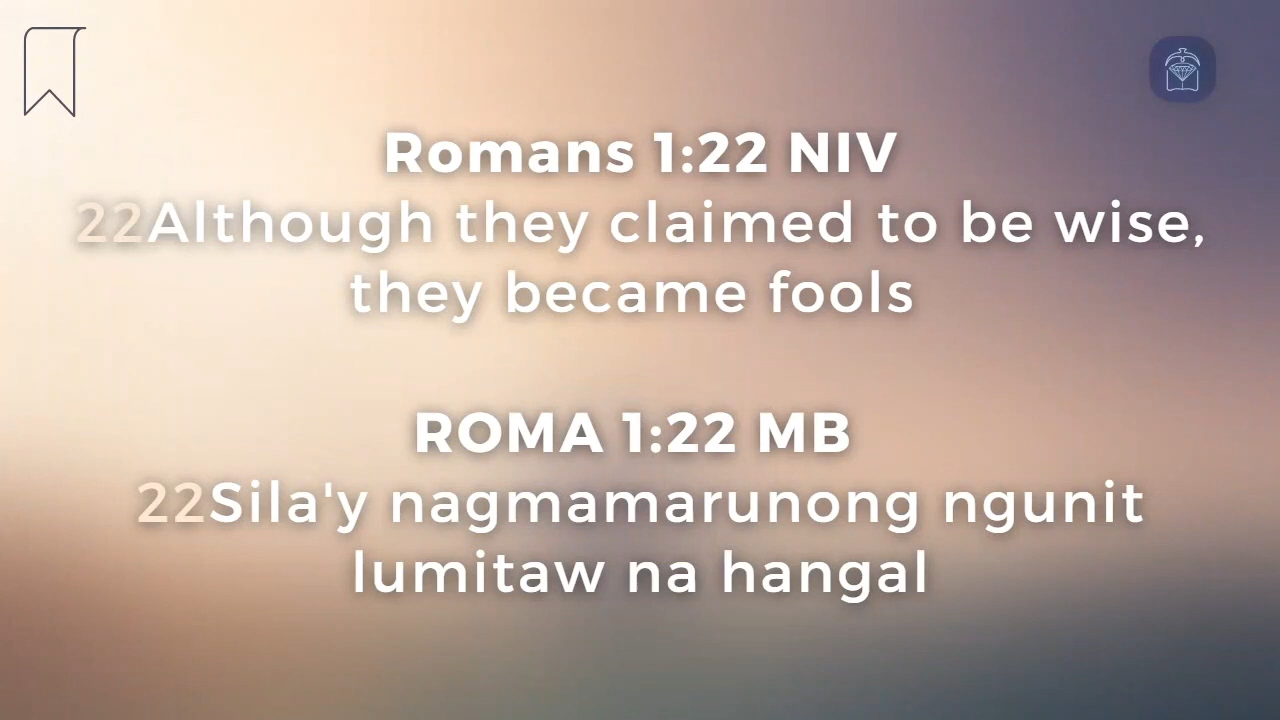 Romans 1:22 NIV
22Although they claimed to be wise,
they became fools
ROMA 1:22 MB
22Sila'y nagmamarunong ngunit
lumitaw na hangal